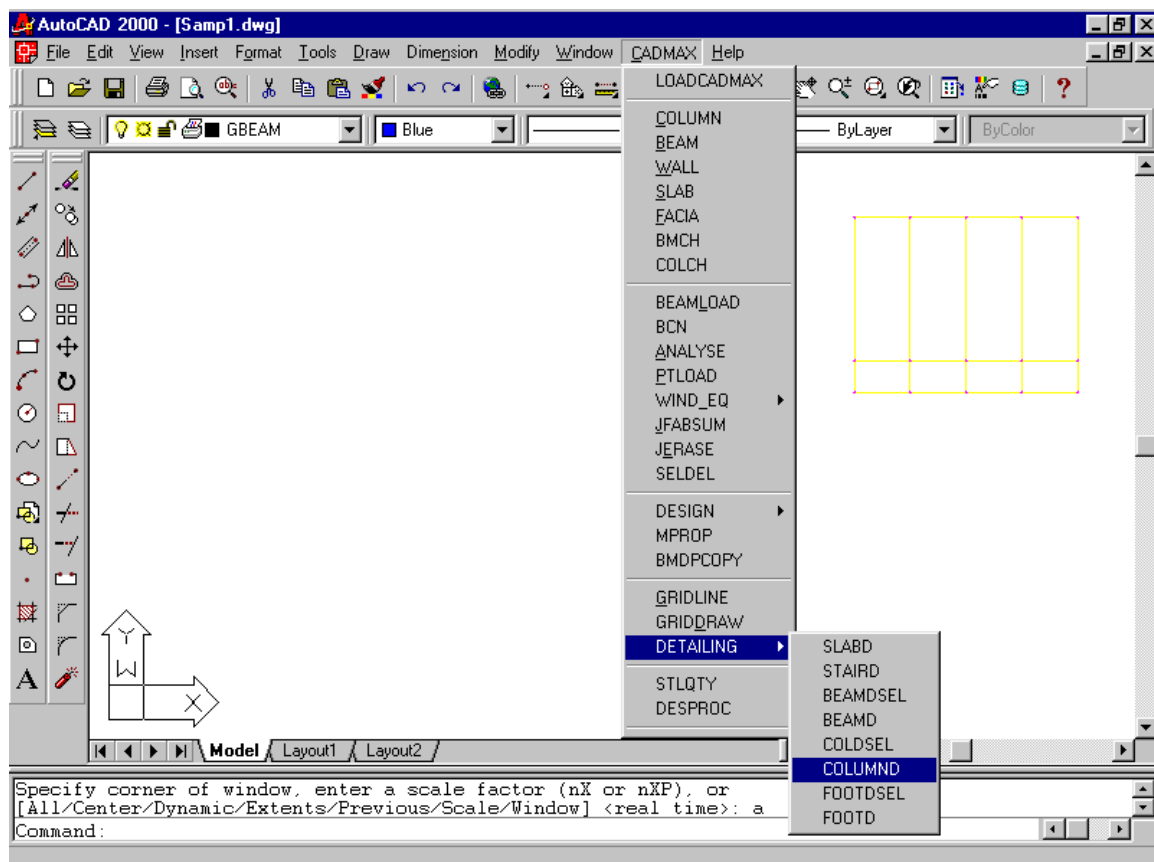 AutoCAD 2000 - [Samp1.dwg]
File Edit View Insert Format Tools Draw Dimension Modify Window CADMAX Help
GBEAM Blue ByLayer ByColor
LOADCADMAX
COLUMN
BEAM
WALL
SLAB
FACIA
BMCH
COLCH
BEAMLOAD
BCN
ANALYSE
PTLOAD
WIND_EQ
JFABSUM
JERASE
SELDEL
DESIGN
MPROP
BMDPCOPY
GRIDLINE
GRIDDRAW
DETAILING
STLQTY
DESPROC
SLABD
STAIRD
BEAMDSEL
BEAMD
COLDSEL
COLUMND
FOOTDSEL
FOOTD
A
Y
W
X
Model Layout1 Layout2
Specify corner of window, enter a scale factor (nX or nXP), or
[All/Center/Dynamic/Extents/Previous/Scale/Window] <real time>: a
Command: